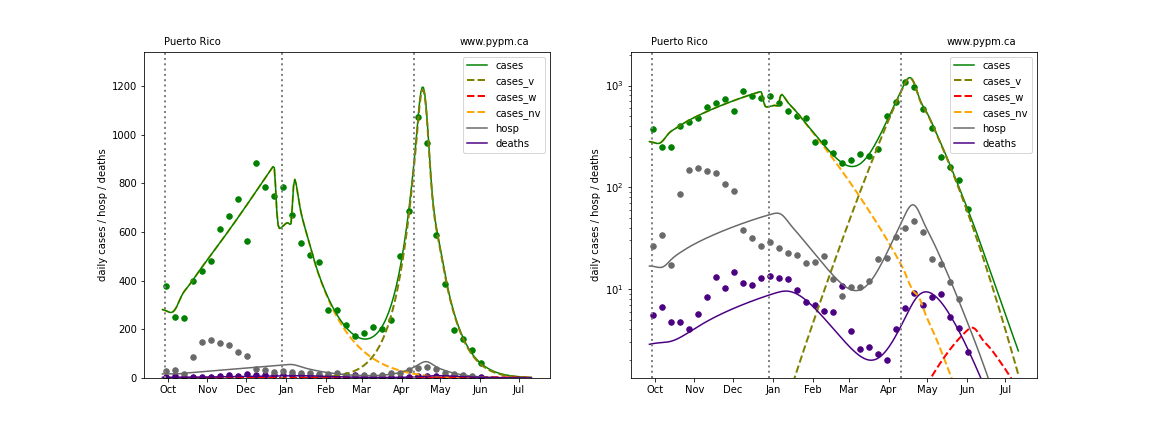 Puerto Rico
www.pypm.ca
daily cases / hosp / deaths
1200
1000
800
600
400
200
0
Oct Nov Dec Jan Feb Mar Apr May Jun Jul
cases
cases_v
cases_w
cases_nv
hosp
deaths
Puerto Rico
www.pypm.ca
daily cases / hosp / deaths
10³
10²
10¹
Oct Nov Dec Jan Feb Mar Apr May Jun Jul
cases
cases_v
cases_w
cases_nv
hosp
deaths